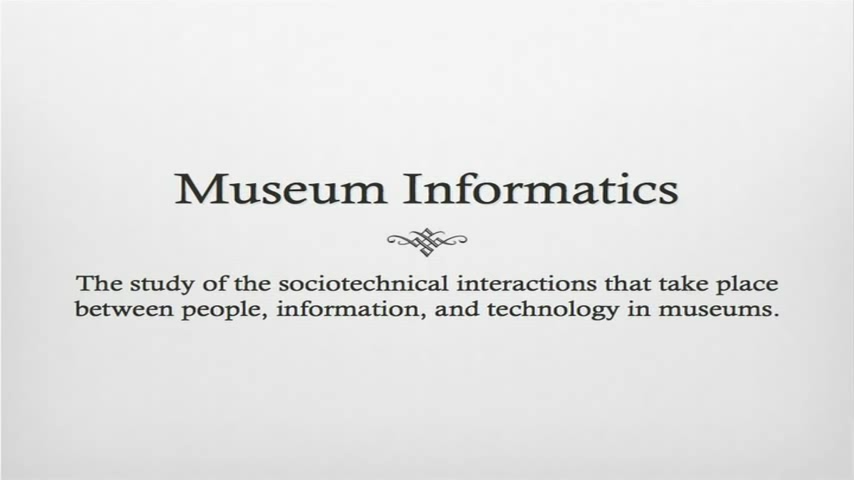 Museum Informatics
The study of the sociotechnical interactions that take place
between people, information, and technology in museums.